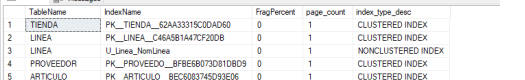 TableName IndexName FragPercent page_count index_type_desc
1 TIENDA PK__TIENDA__62AA33315C0DAD60 0 1 CLUSTERED INDEX
2 LINEA PK__LINEA__C46A5B1A47CF20DB 0 1 CLUSTERED INDEX
3 LINEA U_Linea_NomLinea 0 1 NONCLUSTERED INDEX
4 PROVEEDOR PK__PROVEEDO__BFBE6B073D81DBD9 0 1 CLUSTERED INDEX
5 ARTICULO PK__ARTICULO__BEC6083745D93E06 0 1 CLUSTERED INDEX